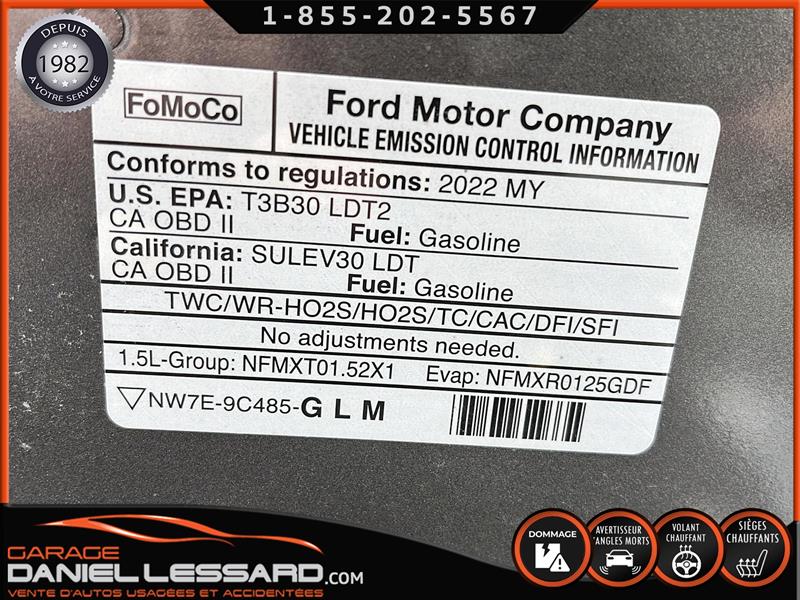 1-855-202-5567
DEPUIS
1982
À VOTRE SERVICE
FoMoCo
Ford Motor Company
VEHICLE EMISSION CONTROL INFORMATION
Conforms to regulations: 2022 MY
U.S. EPA: T3B30 LDT2
CA OBD II Fuel: Gasoline
California: SULEV30 LDT
CA OBD II Fuel: Gasoline
TWC/WR-HO2S/HO2S/TC/CAC/DFI/SFI
No adjustments needed.
1.5L-Group: NFMXT01.52X1 Evap: NFMXR0125GDF
NW7E-9C485-GLM
DOMMAGE
AVERTISSEUR
D'ANGLES MORTS
VOLANT
CHAUFFANT
SIÈGES
CHAUFFANTS
GARAGE
DANIEL LESSARD.COM
VENTE D'AUTOS USAGÉES ET ACCIDENTÉES